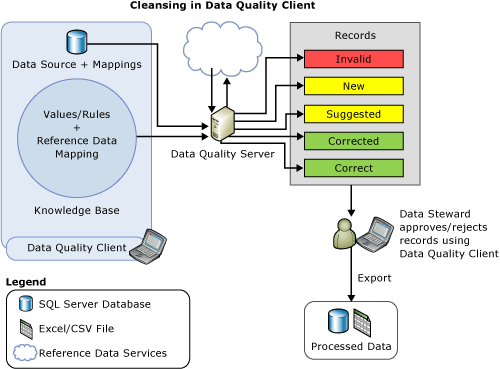 Cleansing in Data Quality Client
Data Source + Mappings
Values/Rules
+
Reference Data
Mapping
Knowledge Base
Data Quality Client
Data Quality Server
Records
Invalid
New
Suggested
Corrected
Correct
Data Steward
approves/rejects
records using
Data Quality Client
Export
Processed Data
Legend
SQL Server Database
Excel/CSV File
Reference Data Services